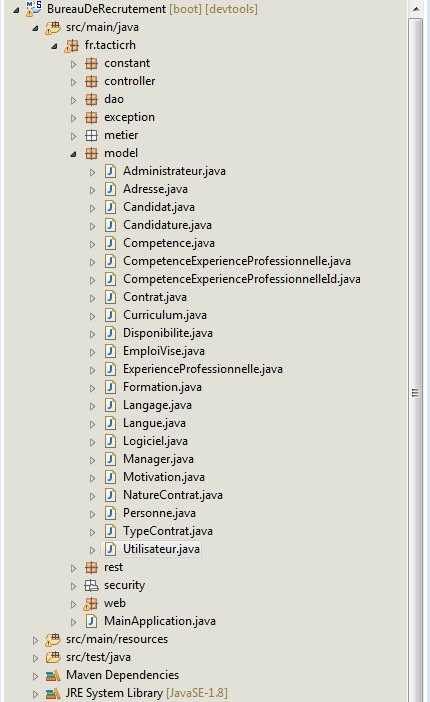 BureauDeRecrutement [boot] [devtools]
src/main/java
fr.tacticrh
constant
controller
dao
exception
metier
model
Administrateur.java
Adresse.java
Candidat.java
Candidature.java
Competence.java
CompetenceExperienceProfessionnelle.java
CompetenceExperienceProfessionnelleId.java
Contrat.java
Curriculum.java
Disponibilite.java
EmploiVise.java
ExperienceProfessionnelle.java
Formation.java
Langage.java
Langue.java
Logiciel.java
Manager.java
Motivation.java
NatureContrat.java
Personne.java
TypeContrat.java
Utilisateur.java
rest
security
web
MainApplication.java
src/main/resources
src/test/java
Maven Dependencies
JRE System Library [JavaSE-1.8]